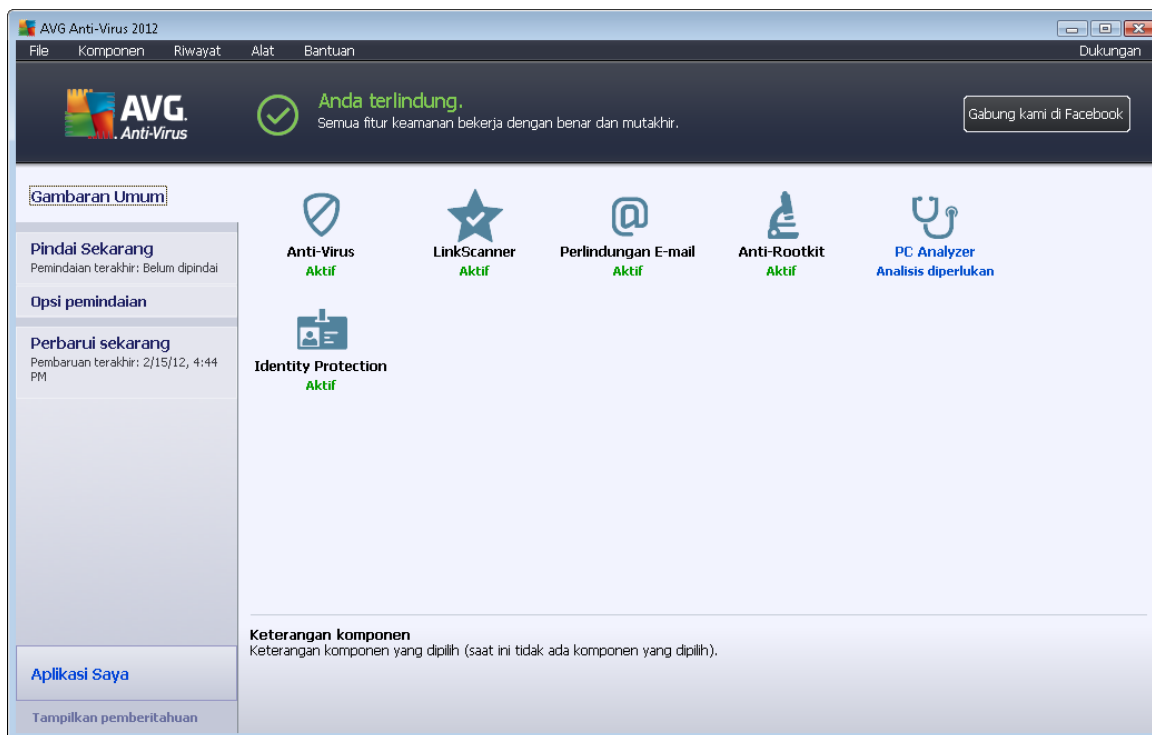 AVG Anti-Virus 2012
File Komponen Riwayat Alat Bantuan Dukungan
AVG.
Anti-Virus
Anda terlindung.
Semua fitur keamanan bekerja dengan benar dan mutakhir.
Gabung kami di Facebook
Gambaran Umum
Pindai Sekarang
Pemindaian terakhir: Belum dipindai
Opsi pemindaian
Perbarui sekarang
Pembaruan terakhir: 2/15/12, 4:44
PM
Anti-Virus
Aktif
LinkScanner
Aktif
Perlindungan E-mail
Aktif
Anti-Rootkit
Aktif
PC Analyzer
Analisis diperlukan
Identity Protection
Aktif
Keterangan komponen
Keterangan komponen yang dipilih (saat ini tidak ada komponen yang dipilih).
Aplikasi Saya
Tampilkan pemberitahuan